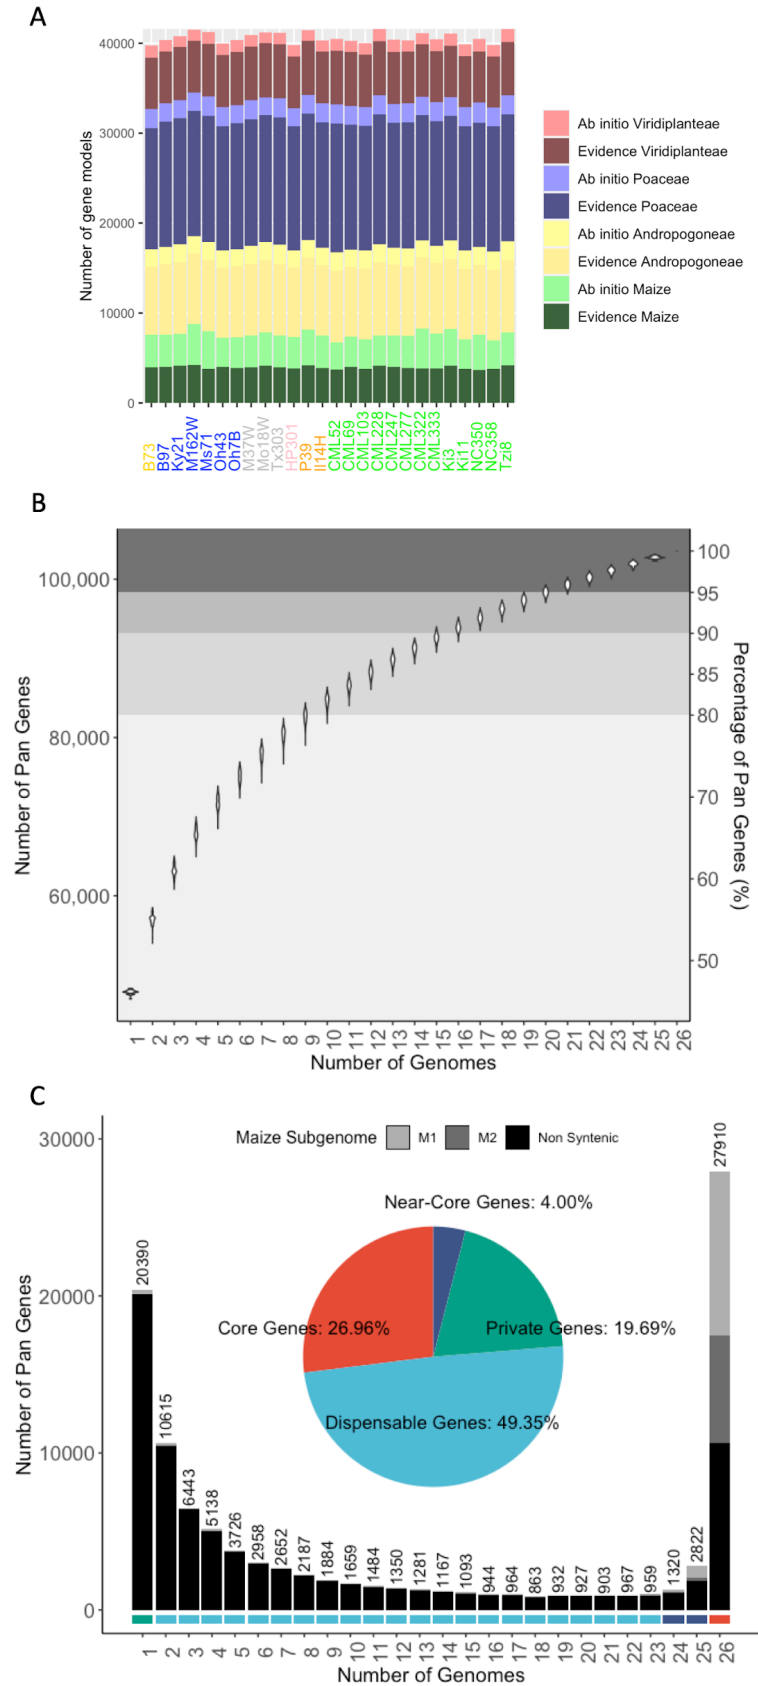 A
Number of gene models
40000
30000
20000
10000
0
B73
B97
Ky21
M162W
Ms71
Oh43
Oh7B
M37W
Mo18W
Tx303
HP301
P39
Il14H
CML52
CML69
CML103
CML228
CML247
CML277
CML322
CML333
Ki3
Ki11
NC350
NC358
Tzi8
Ab initio Viridiplanteae
Evidence Viridiplanteae
Ab initio Poaceae
Evidence Poaceae
Ab initio Andropogoneae
Evidence Andropogoneae
Ab initio Maize
Evidence Maize
B
Number of Pan Genes
100,000
80,000
60,000
100
95
90
85
80
70
60
50
Percentage of Pan Genes (%)
1 2 3 4 5 6 7 8 9 10 11 12 13 14 15 16 17 18 19 20 21 22 23 24 25 26
Number of Genomes
C
Number of Pan Genes
30000
20000
10000
0
Maize Subgenome M1 M2 Non Syntenic
Near-Core Genes: 4.00%
Core Genes: 26.96%
Private Genes: 19.69%
Dispensable Genes: 49.35%
20390
10615
6443
5138
3726
2958
2652
2187
1884
1659
1484
1350
1281
1167
1093
944
964
863
932
927
903
967
959
1320
2822
27910
1 2 3 4 5 6 7 8 9 10 11 12 13 14 15 16 17 18 19 20 21 22 23 24 25 26
Number of Genomes